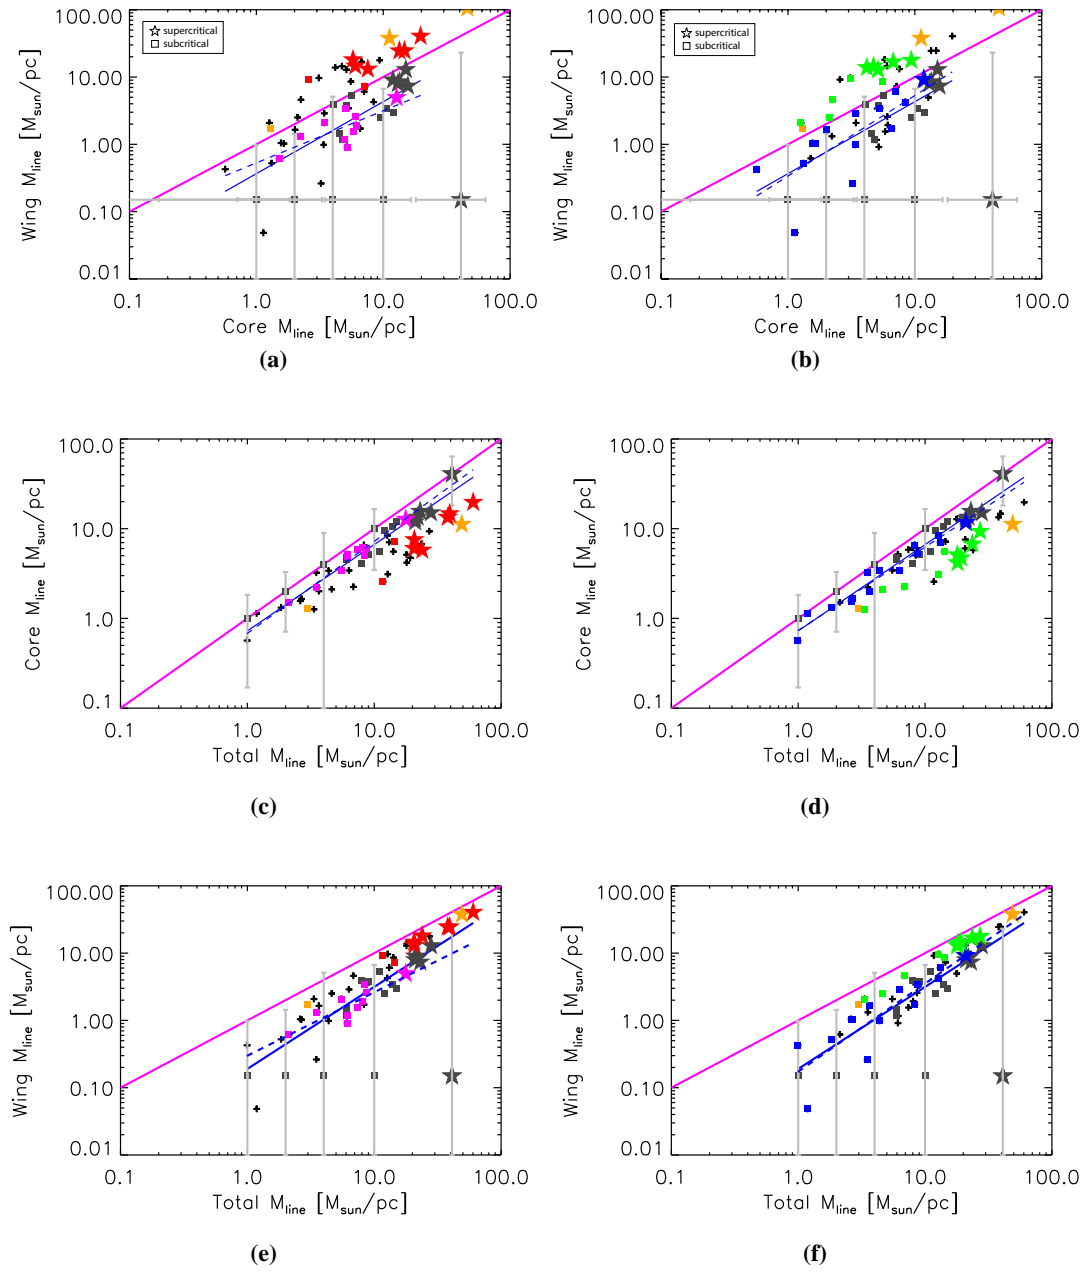 supercritical
subcritical
100.00
10.00
1.00
0.10
0.01
Wing M_line [M_sun/pc]
0.1 1.0 10.0 100.0
Core M_line [M_sun/pc]
(a)
supercritical
subcritical
100.00
10.00
1.00
0.10
0.01
Wing M_line [M_sun/pc]
0.1 1.0 10.0 100.0
Core M_line [M_sun/pc]
(b)
100.0
10.0
1.0
0.1
Core M_line [M_sun/pc]
0.1 1.0 10.0 100.0
Total M_line [M_sun/pc]
(c)
100.0
10.0
1.0
0.1
Core M_line [M_sun/pc]
0.1 1.0 10.0 100.0
Total M_line [M_sun/pc]
(d)
100.00
10.00
1.00
0.10
0.01
Wing M_line [M_sun/pc]
0.1 1.0 10.0 100.0
Total M_line [M_sun/pc]
(e)
100.00
10.00
1.00
0.10
0.01
Wing M_line [M_sun/pc]
0.1 1.0 10.0 100.0
Total M_line [M_sun/pc]
(f)